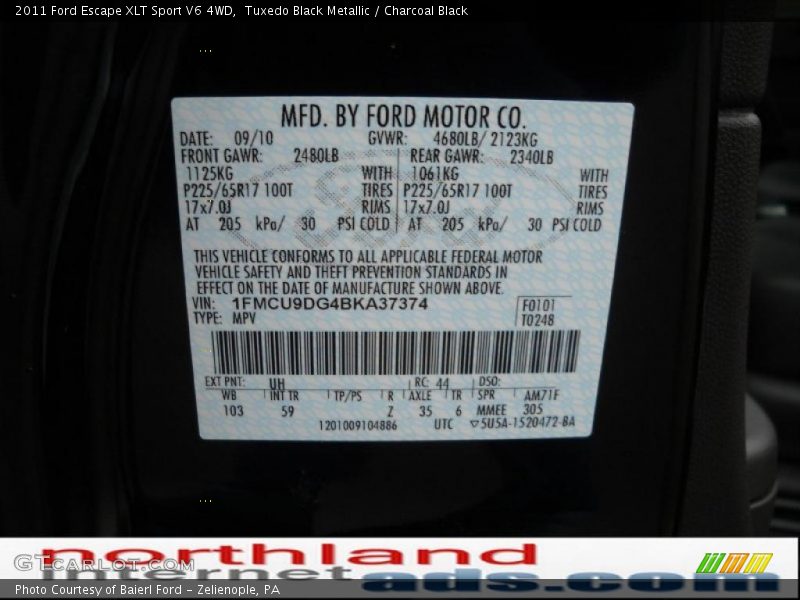 2011 Ford Escape XLT Sport V6 4WD, Tuxedo Black Metallic / Charcoal Black
MFD. BY FORD MOTOR CO.
DATE: 09/10 GVWR: 4680LB/ 2123KG
FRONT GAWR: 2480LB REAR GAWR: 2340LB
1125KG WITH 1061KG WITH
P225/65R17 100T TIRES P225/65R17 100T TIRES
17x7.0J RIMS 17x7.0J RIMS
AT 205 kPa/ 30 PSI COLD AT 205 kPa/ 30 PSI COLD
THIS VEHICLE CONFORMS TO ALL APPLICABLE FEDERAL MOTOR
VEHICLE SAFETY AND THEFT PREVENTION STANDARDS IN
EFFECT ON THE DATE OF MANUFACTURE SHOWN ABOVE.
VIN: 1FMCU9DG4BKA37374 F0101
TYPE: MPV T0248
EXT PNT: UH RC: 44 DSO:
WB INT TR TP/PS R AXLE TR SPR AM71F
103 59 Z 35 6 MMEE 305
1201009104886 UTC ▽5U5A-1520472-BA
northland
internet ads.com
GTCarLot.com
Photo Courtesy of Baierl Ford - Zelienople, PA